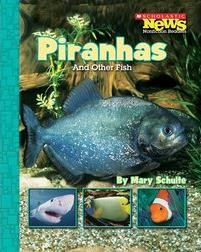 SCHOLASTIC
News
Nonfiction Readers
Piranhas
And Other Fish
By Mary Schulte